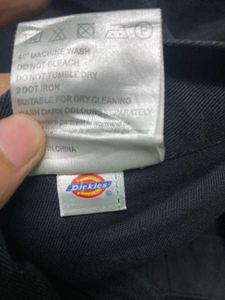 40° MACHINE WASH
DO NOT BLEACH
DO NOT TUMBLE DRY
2 DOT IRON
SUITABLE FOR DRY CLEANING
WASH DARK COLOURS SEPARATELY
IN CHINA
Dickies